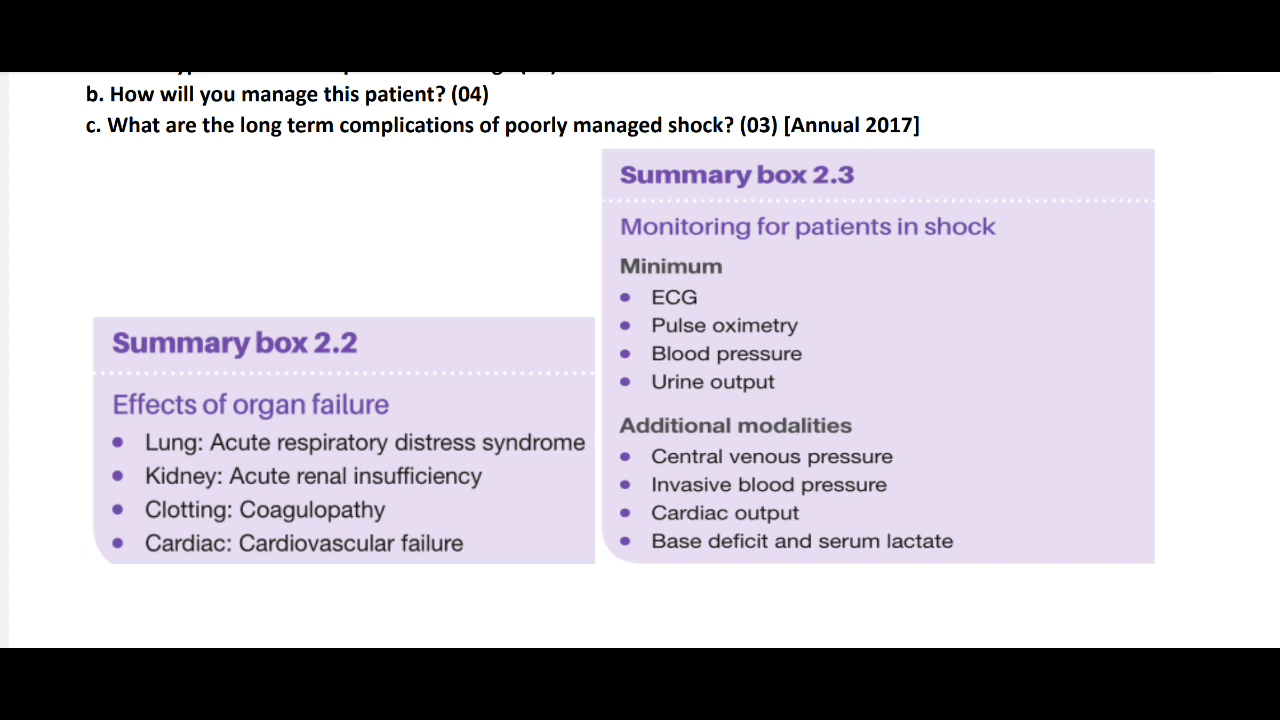 b. How will you manage this patient? (04)
c. What are the long term complications of poorly managed shock? (03) [Annual 2017]
Summary box 2.2
Effects of organ failure
• Lung: Acute respiratory distress syndrome
• Kidney: Acute renal insufficiency
• Clotting: Coagulopathy
• Cardiac: Cardiovascular failure
Summary box 2.3
Monitoring for patients in shock
Minimum
• ECG
• Pulse oximetry
• Blood pressure
• Urine output
Additional modalities
• Central venous pressure
• Invasive blood pressure
• Cardiac output
• Base deficit and serum lactate